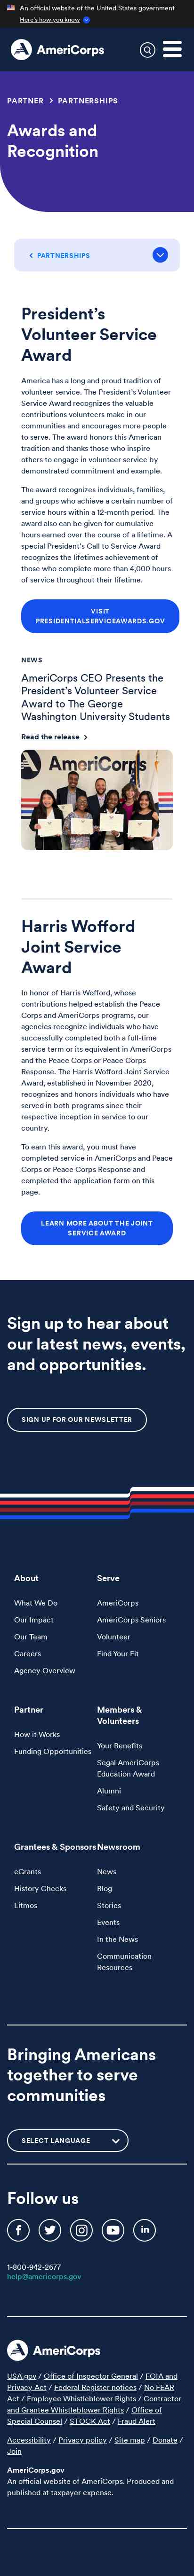 An official website of the United States government
Here's how you know
AmeriCorps
PARTNER > PARTNERSHIPS
Awards and
Recognition
PARTNERSHIPS
President's
Volunteer Service
Award
America has a long and proud tradition of
volunteer service. The President's Volunteer
Service Award recognizes the valuable
contributions volunteers make in our
communities and encourages more people
to serve. The award honors this American
tradition and thanks those who inspire
others to engage in volunteer service by
demonstrated commitment and example.
The award recognizes individuals, families,
and groups who achieve a certain number of
service hours within a 12-month period. The
award also can be given for cumulative
hours earned over the course of a lifetime. A
special President's Call to Service Award
recognizes the lifetimes achievement of
those who complete more than 4,000 hours
of service throughout their lifetime.
VISIT
PRESIDENTIALSERVICEAWARDS.GOV
NEWS
AmeriCorps CEO Presents the
President's Volunteer Service
Award to The George
Washington University Students
Read the release
AmeriCorps
Harris Wofford
Joint Service
Award
In honor of Harris Wofford, whose
contributions helped establish the Peace
Corps and AmeriCorps programs, our
agencies recognize individuals who have
successfully completed both a full-time
service term or its equivalent in AmeriCorps
and the Peace Corps or Peace Corps
Response. The Harris Wofford Joint Service
Award, established in November 2020,
recognizes and honors individuals who have
served in both programs since their
inception in respective service to our
country.
To earn this award, you must have
completed service in AmeriCorps and Peace
Corps or Peace Corps Response and
completed the application form on this
page.
LEARN MORE ABOUT THE JOINT
SERVICE AWARD
Sign up to hear about
our latest news, events,
and opportunities.
SIGN UP FOR OUR NEWSLETTER
About
What We Do
Our Impact
Our Team
Careers
Agency Overview
Serve
AmeriCorps
AmeriCorps Seniors
Volunteer
Find Your Fit
Partner
How it Works
Funding Opportunities
Members &
Volunteers
Your Benefits
Segal AmeriCorps
Education Award
Alumni
Safety and Security
Grantees & Sponsors
eGrants
History Checks
Litmos
Newsroom
News
Blog
Stories
Events
In the News
Communication
Resources
Bringing Americans
together to serve
communities
SELECT LANGUAGE
Follow us
1-800-942-2677
help@americorps.gov
AmeriCorps
USA.gov / Office of Inspector General / FOIA and
Privacy Act / Federal Register notices / No FEAR
Act / Employee Whistleblower Rights / Contractor
and Grantee Whistleblower Rights / Office of
Special Counsel / STOCK Act / Fraud Alert
Accessibility / Privacy policy / Site map / Donate /
Join
AmeriCorps.gov
An official website of AmeriCorps. Produced and
published at taxpayer expense.